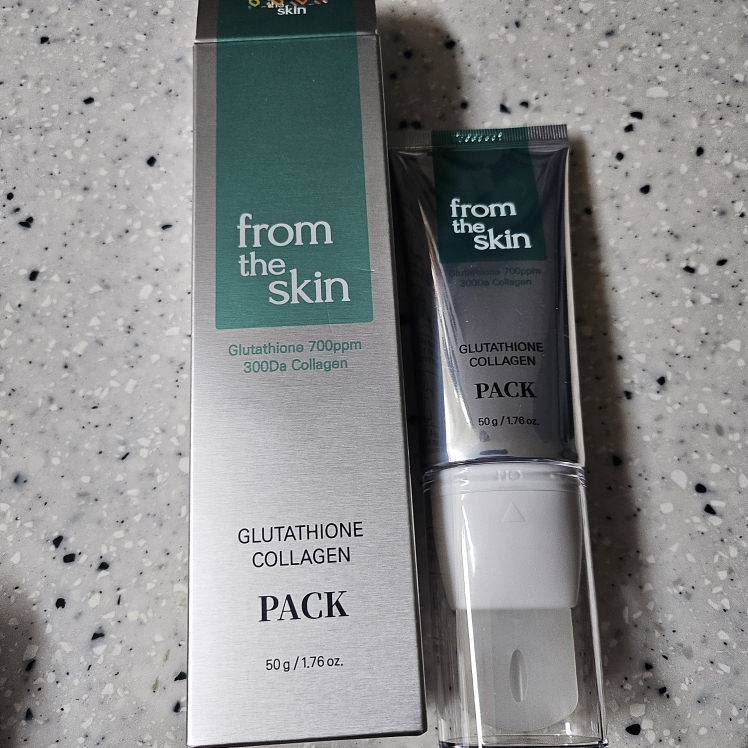 the
skin
from
the
skin
Glutathione 700ppm
300Da Collagen
GLUTATHIONE
COLLAGEN
PACK
50 g / 1.76 oz.
from
the
skin
Glutathione 700ppm
300Da Collagen
GLUTATHIONE
COLLAGEN
PACK
50 g / 1.76 oz.